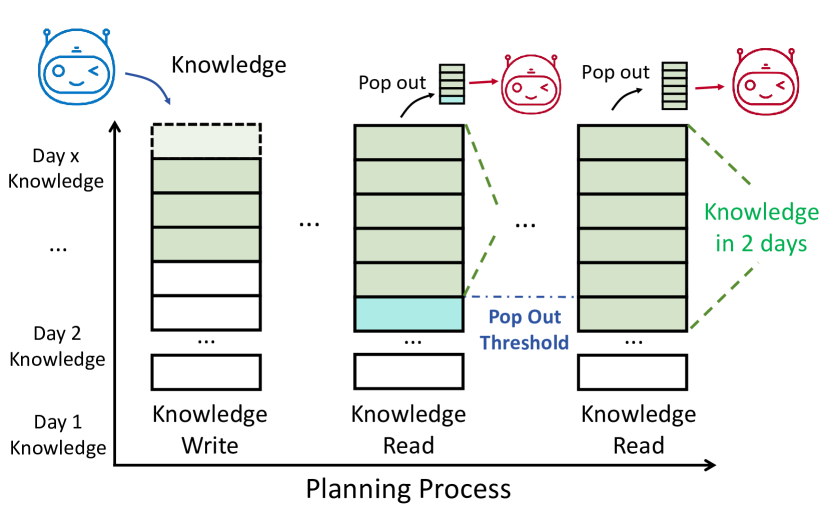 Knowledge
Pop out
Pop out
Day x
Knowledge
...
Day 2
Knowledge
Day 1
Knowledge
...
...
...
...
...
Knowledge
in 2 days
Pop Out
Threshold
Knowledge
Write
Knowledge
Read
Knowledge
Read
Planning Process